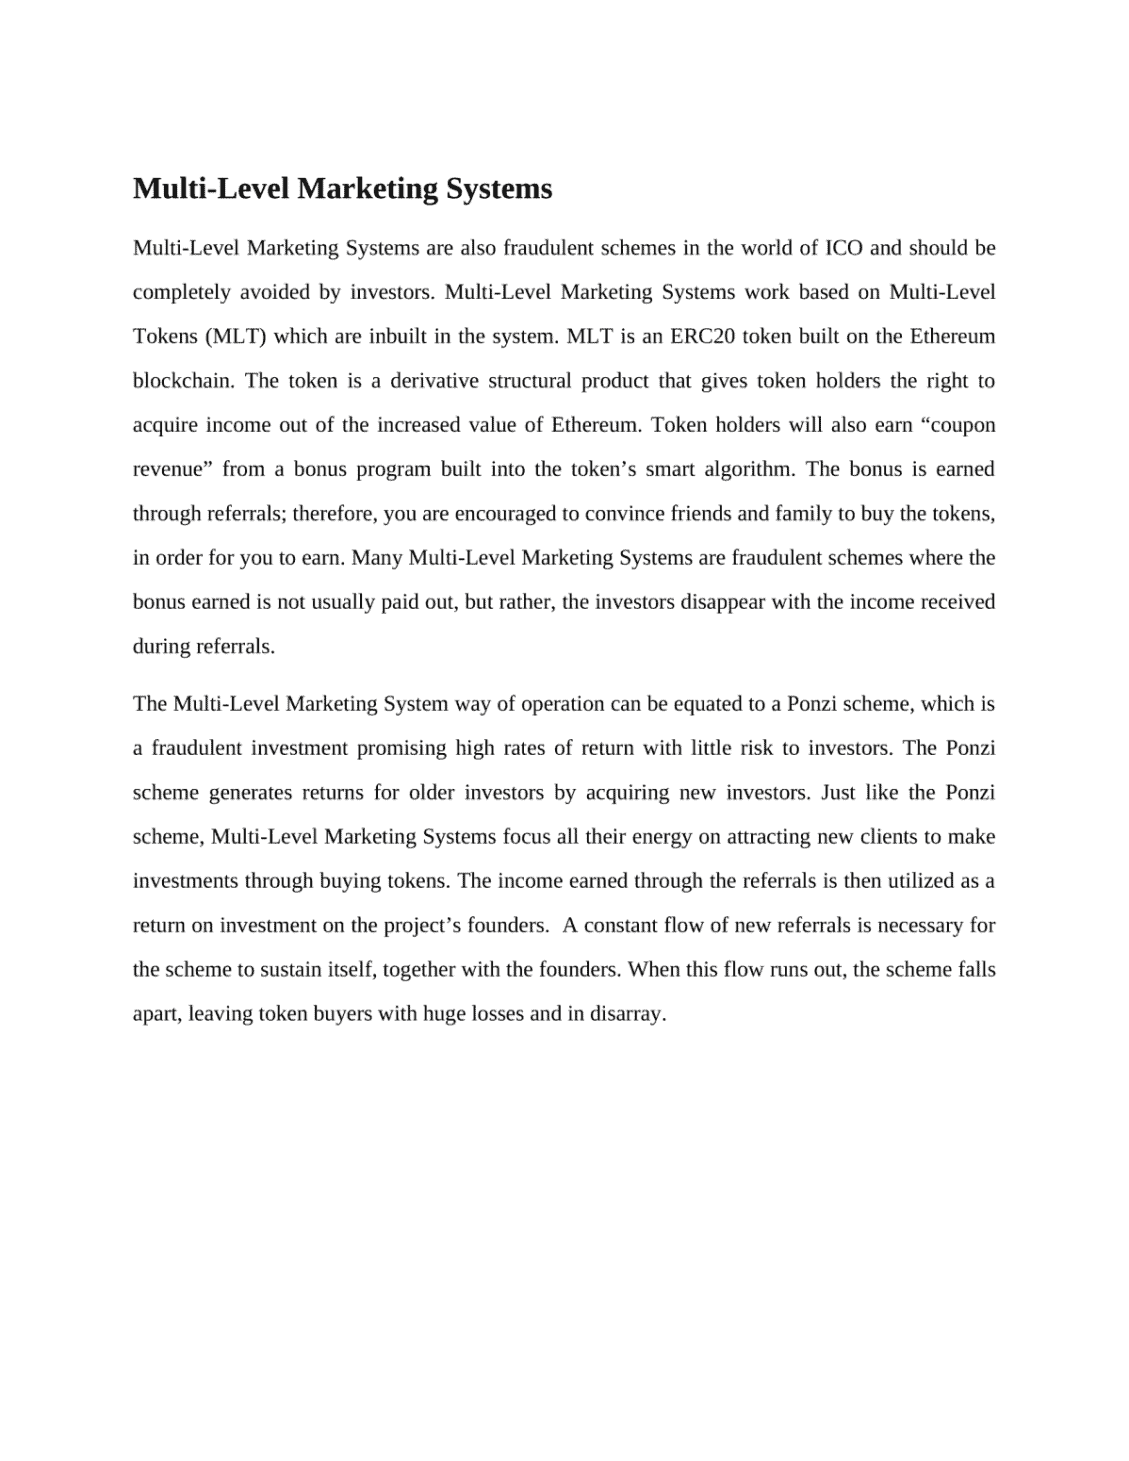 Multi-Level Marketing Systems
Multi-Level Marketing Systems are also fraudulent schemes in the world of ICO and should be
completely avoided by investors. Multi-Level Marketing Systems work based on Multi-Level
Tokens (MLT) which are inbuilt in the system. MLT is an ERC20 token built on the Ethereum
blockchain. The token is a derivative structural product that gives token holders the right to
acquire income out of the increased value of Ethereum. Token holders will also earn “coupon
revenue” from a bonus program built into the token’s smart algorithm. The bonus is earned
through referrals; therefore, you are encouraged to convince friends and family to buy the tokens,
in order for you to earn. Many Multi-Level Marketing Systems are fraudulent schemes where the
bonus earned is not usually paid out, but rather, the investors disappear with the income received
during referrals.
The Multi-Level Marketing System way of operation can be equated to a Ponzi scheme, which is
a fraudulent investment promising high rates of return with little risk to investors. The Ponzi
scheme generates returns for older investors by acquiring new investors. Just like the Ponzi
scheme, Multi-Level Marketing Systems focus all their energy on attracting new clients to make
investments through buying tokens. The income earned through the referrals is then utilized as a
return on investment on the project’s founders.  A constant flow of new referrals is necessary for
the scheme to sustain itself, together with the founders. When this flow runs out, the scheme falls
apart, leaving token buyers with huge losses and in disarray.